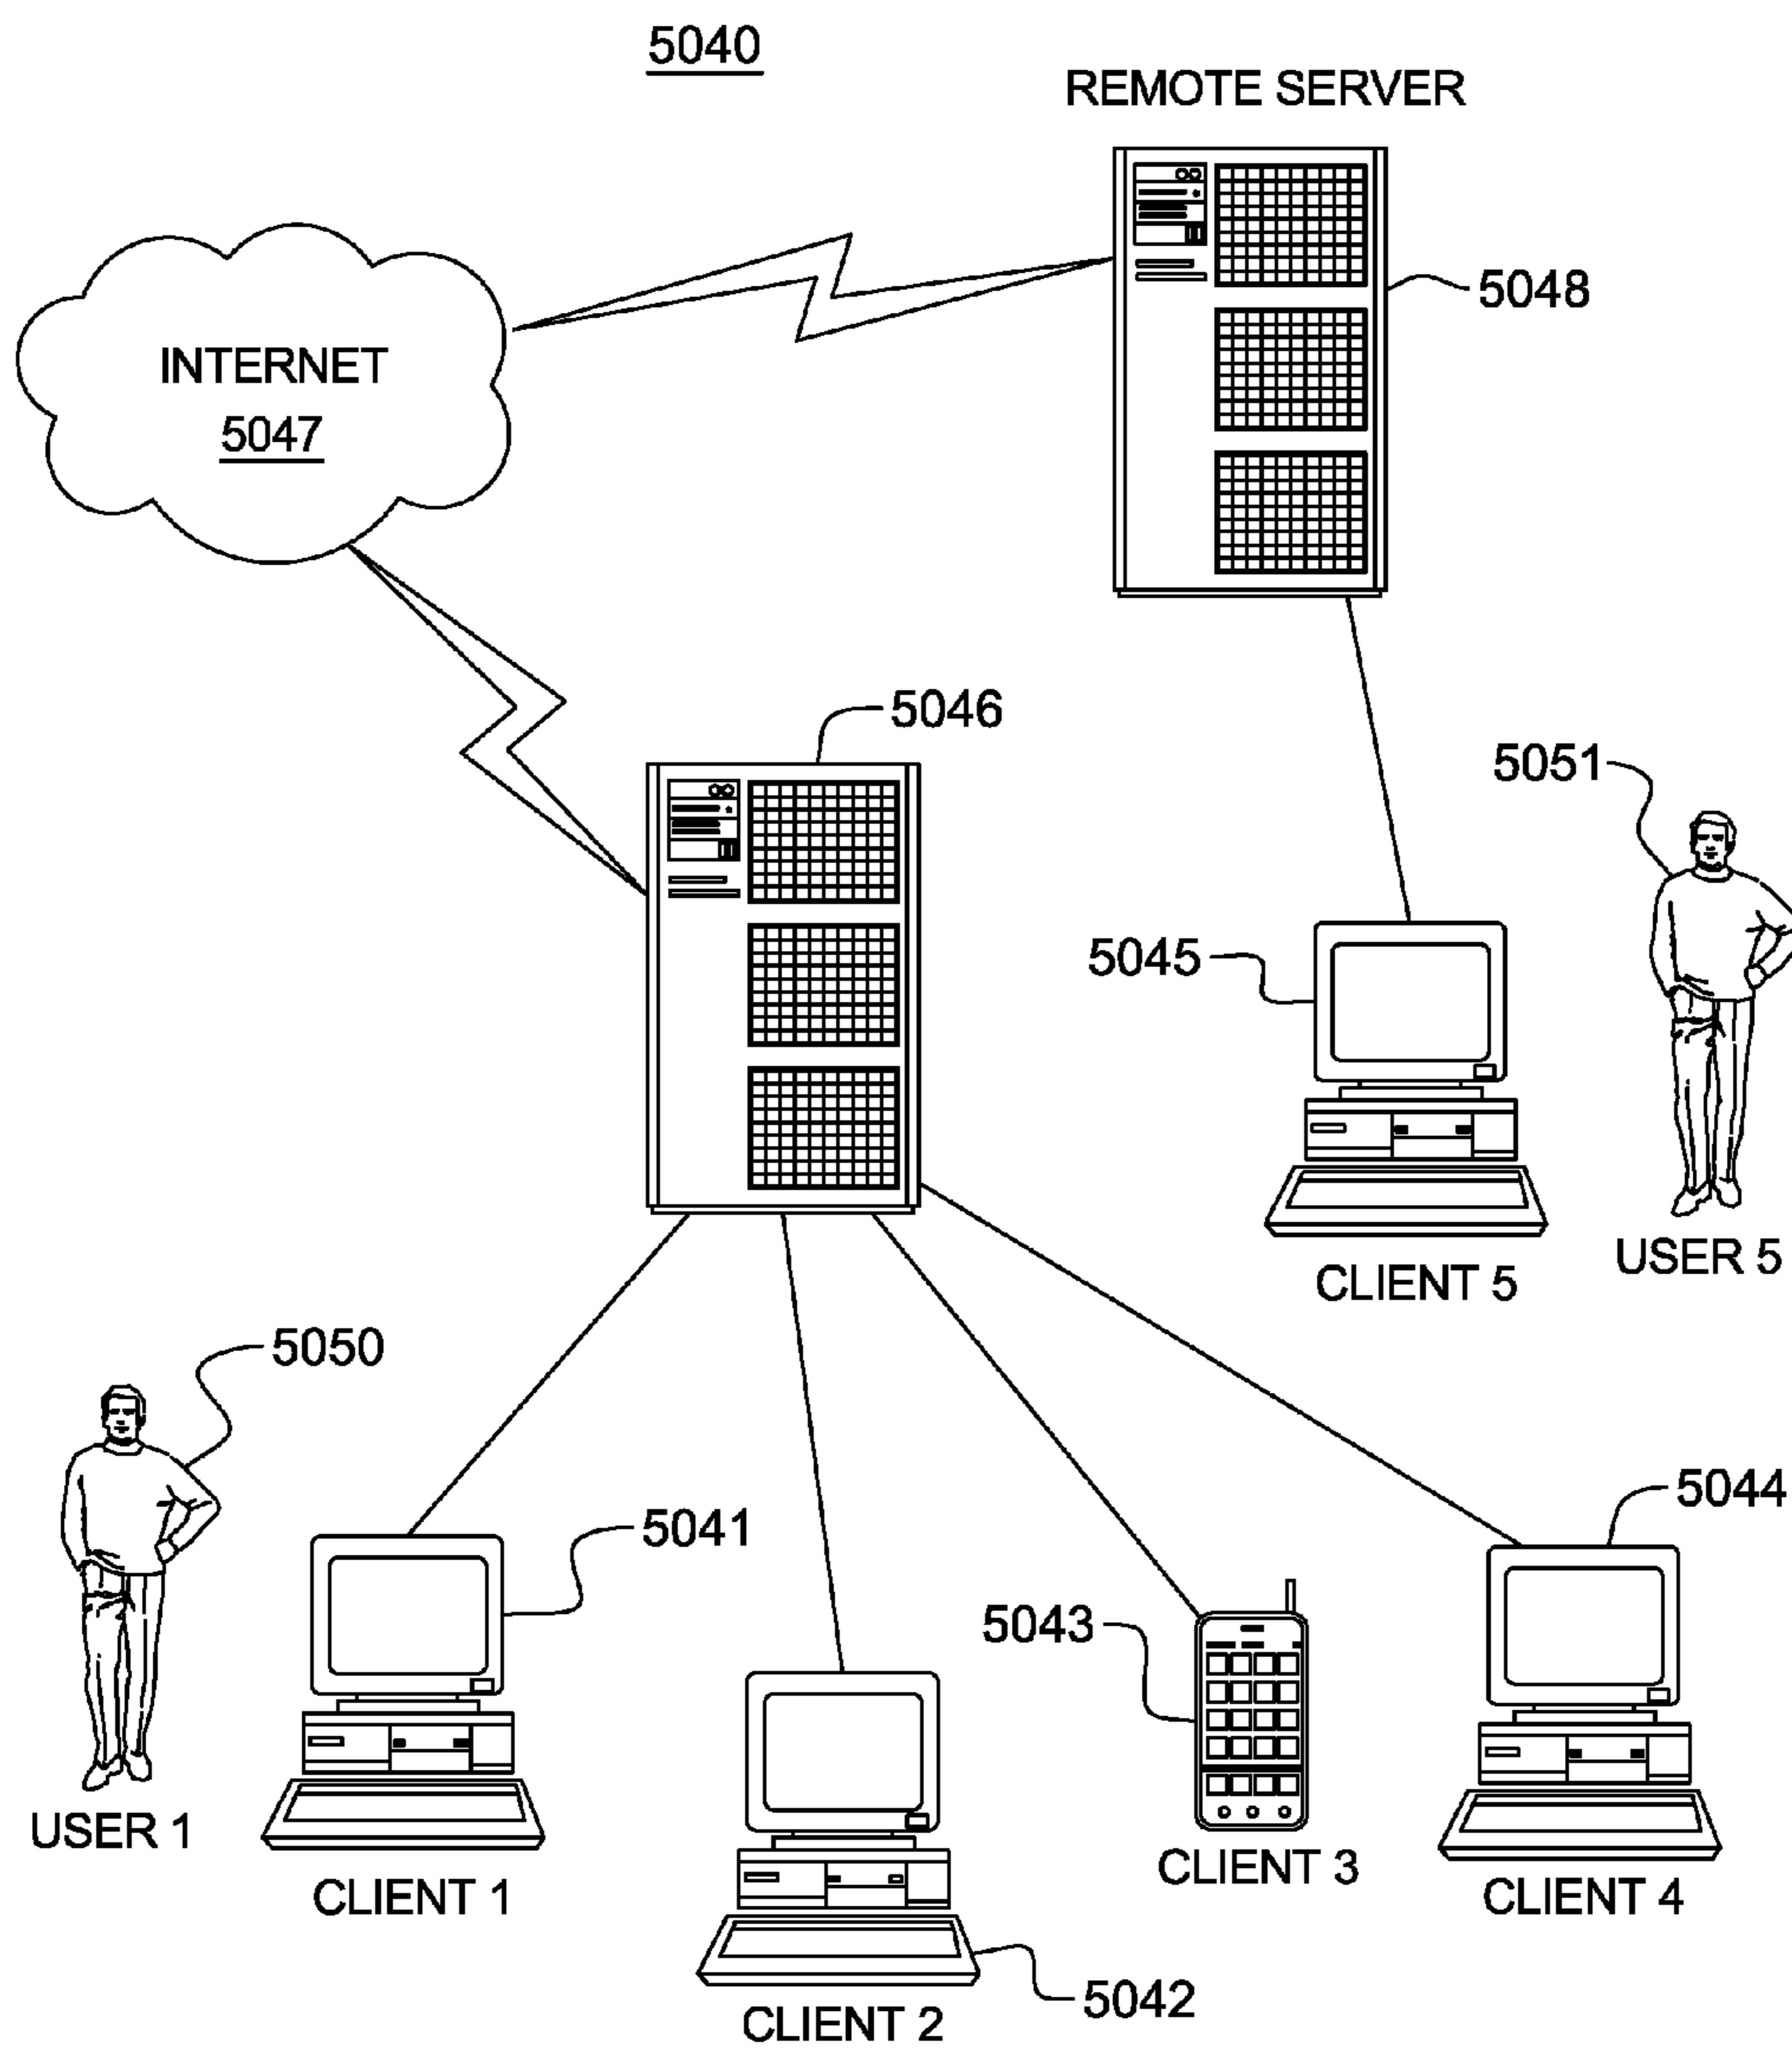 5040
REMOTE SERVER
5048
INTERNET
5047
5046
5051
5045
USER 5
CLIENT 5
5050
5044
5041
5043
USER 1
CLIENT 3
CLIENT 1
CLIENT 4
5042
CLIENT 2